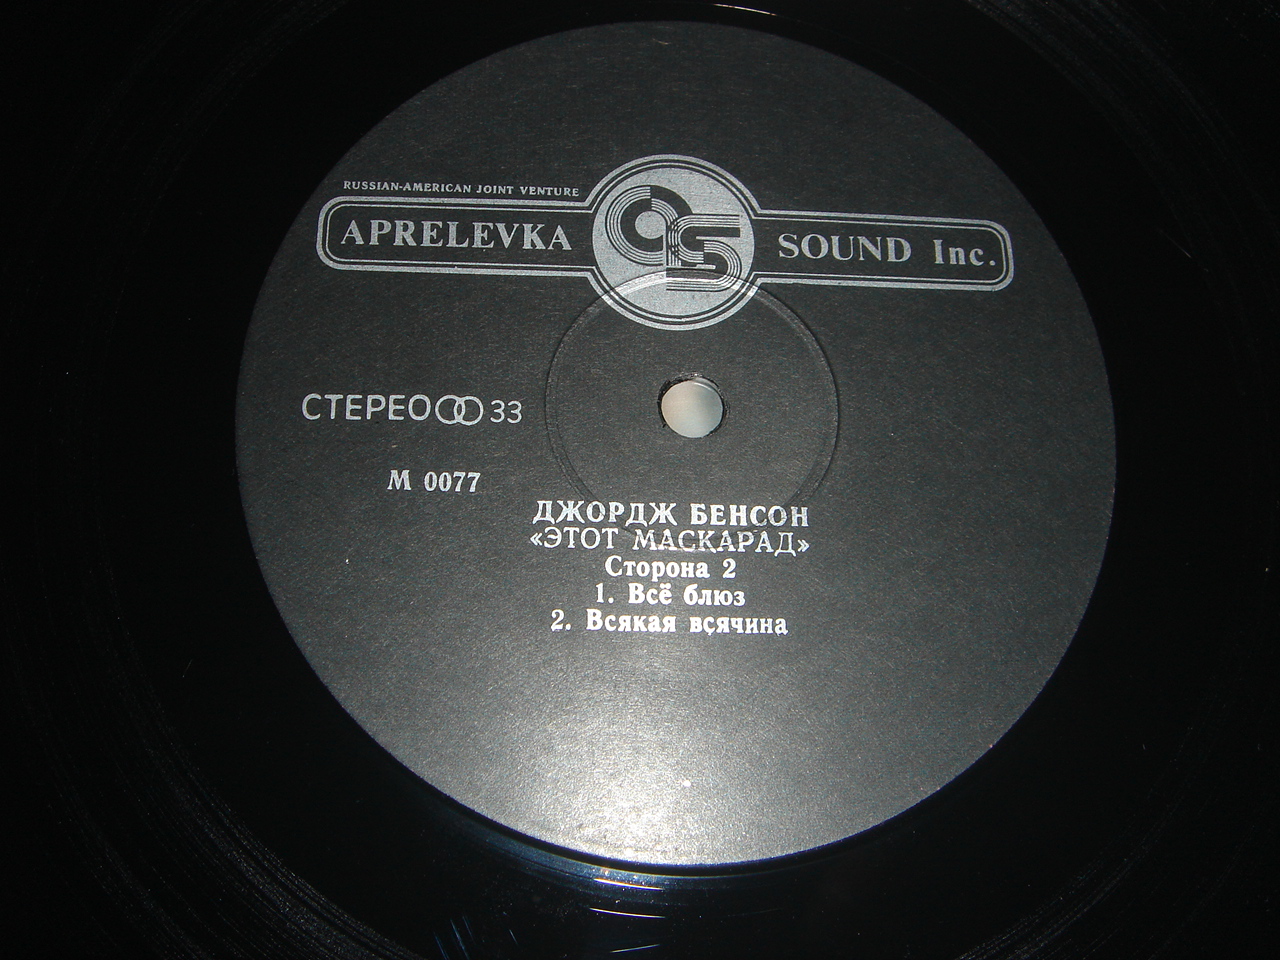 RUSSIAN-AMERICAN JOINT VENTURE
APRELEVKA SOUND Inc.
СТЕРЕО 33
М 0077
ДЖОРДЖ БЕНСОН
«ЭТОТ МАСКАРАД»
Сторона 2
1. Всё блюз
2. Всякая всячина